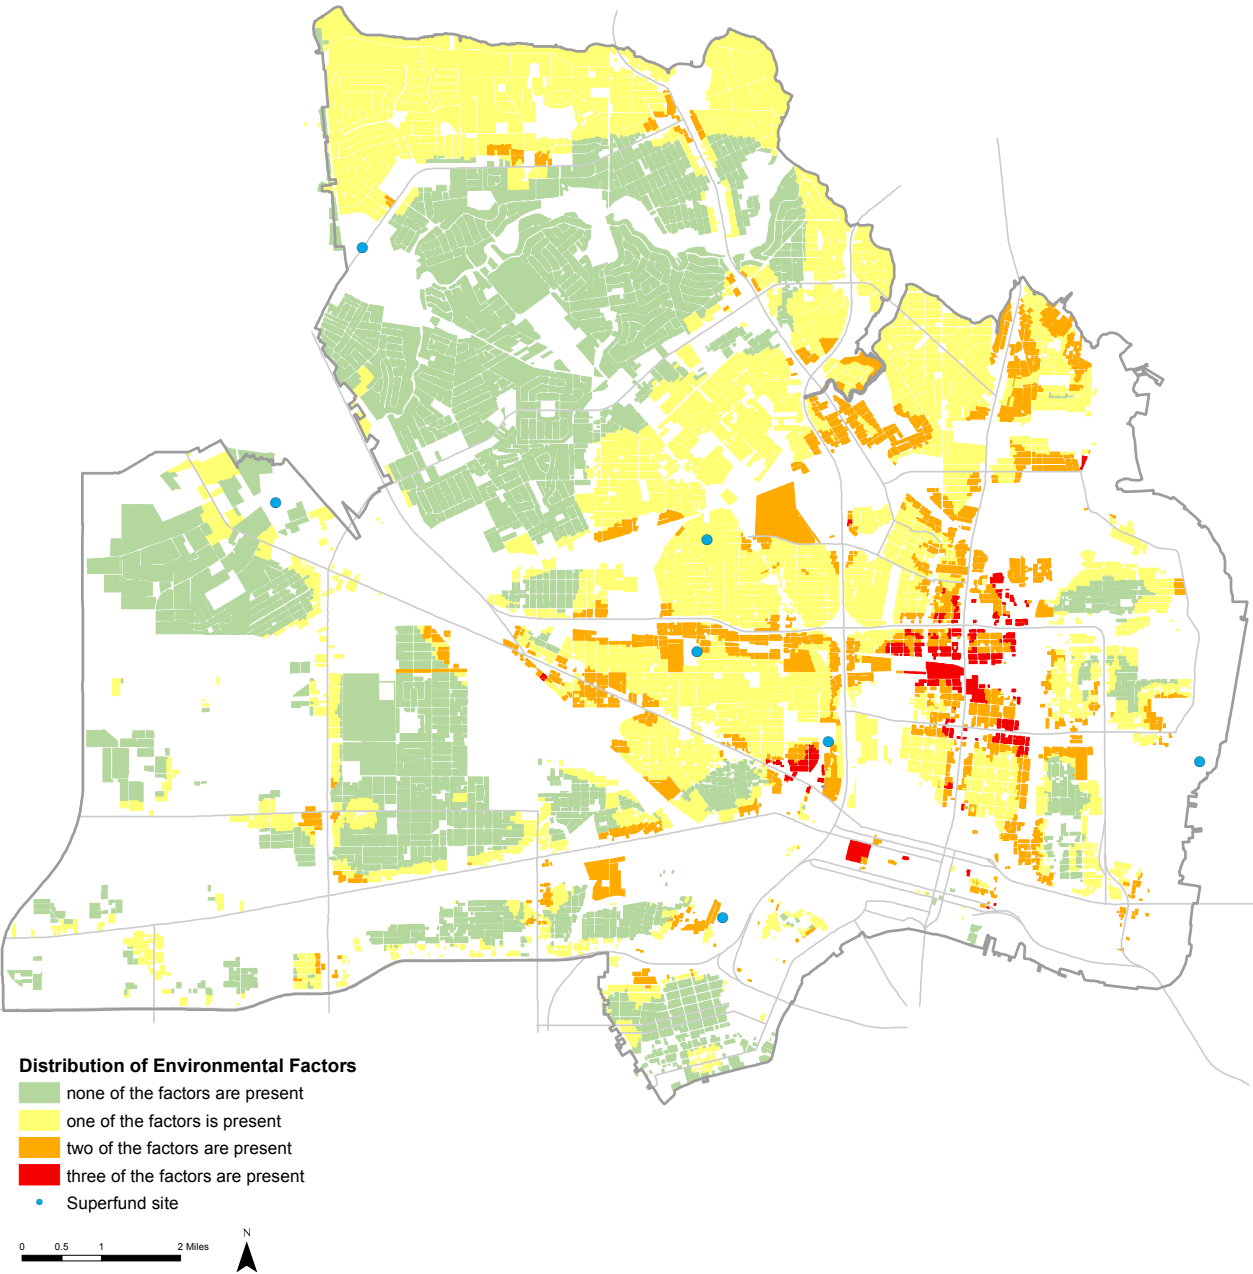 Distribution of Environmental Factors
none of the factors are present
one of the factors is present
two of the factors are present
three of the factors are present
Superfund site
0 0.5 1 2 Miles
N